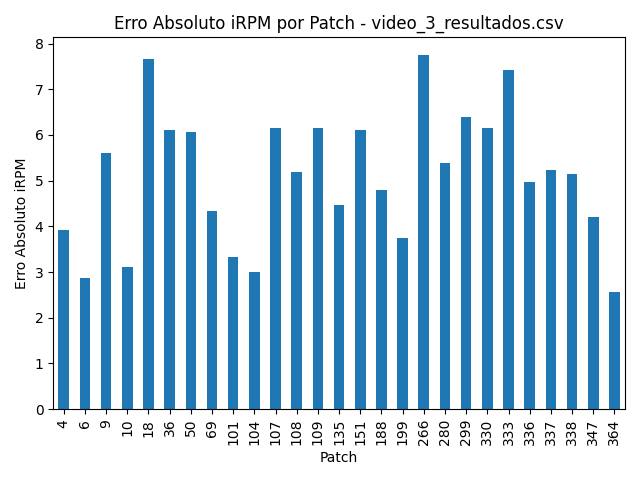 Erro Absoluto iRPM por Patch - video_3_resultados.csv
8
7
6
5
4
3
2
1
0
Erro Absoluto iRPM
4 6 9 10 18 36 50 69 101 104 107 108 109 135 151 188 199 266 280 299 330 333 336 337 338 347 364
Patch